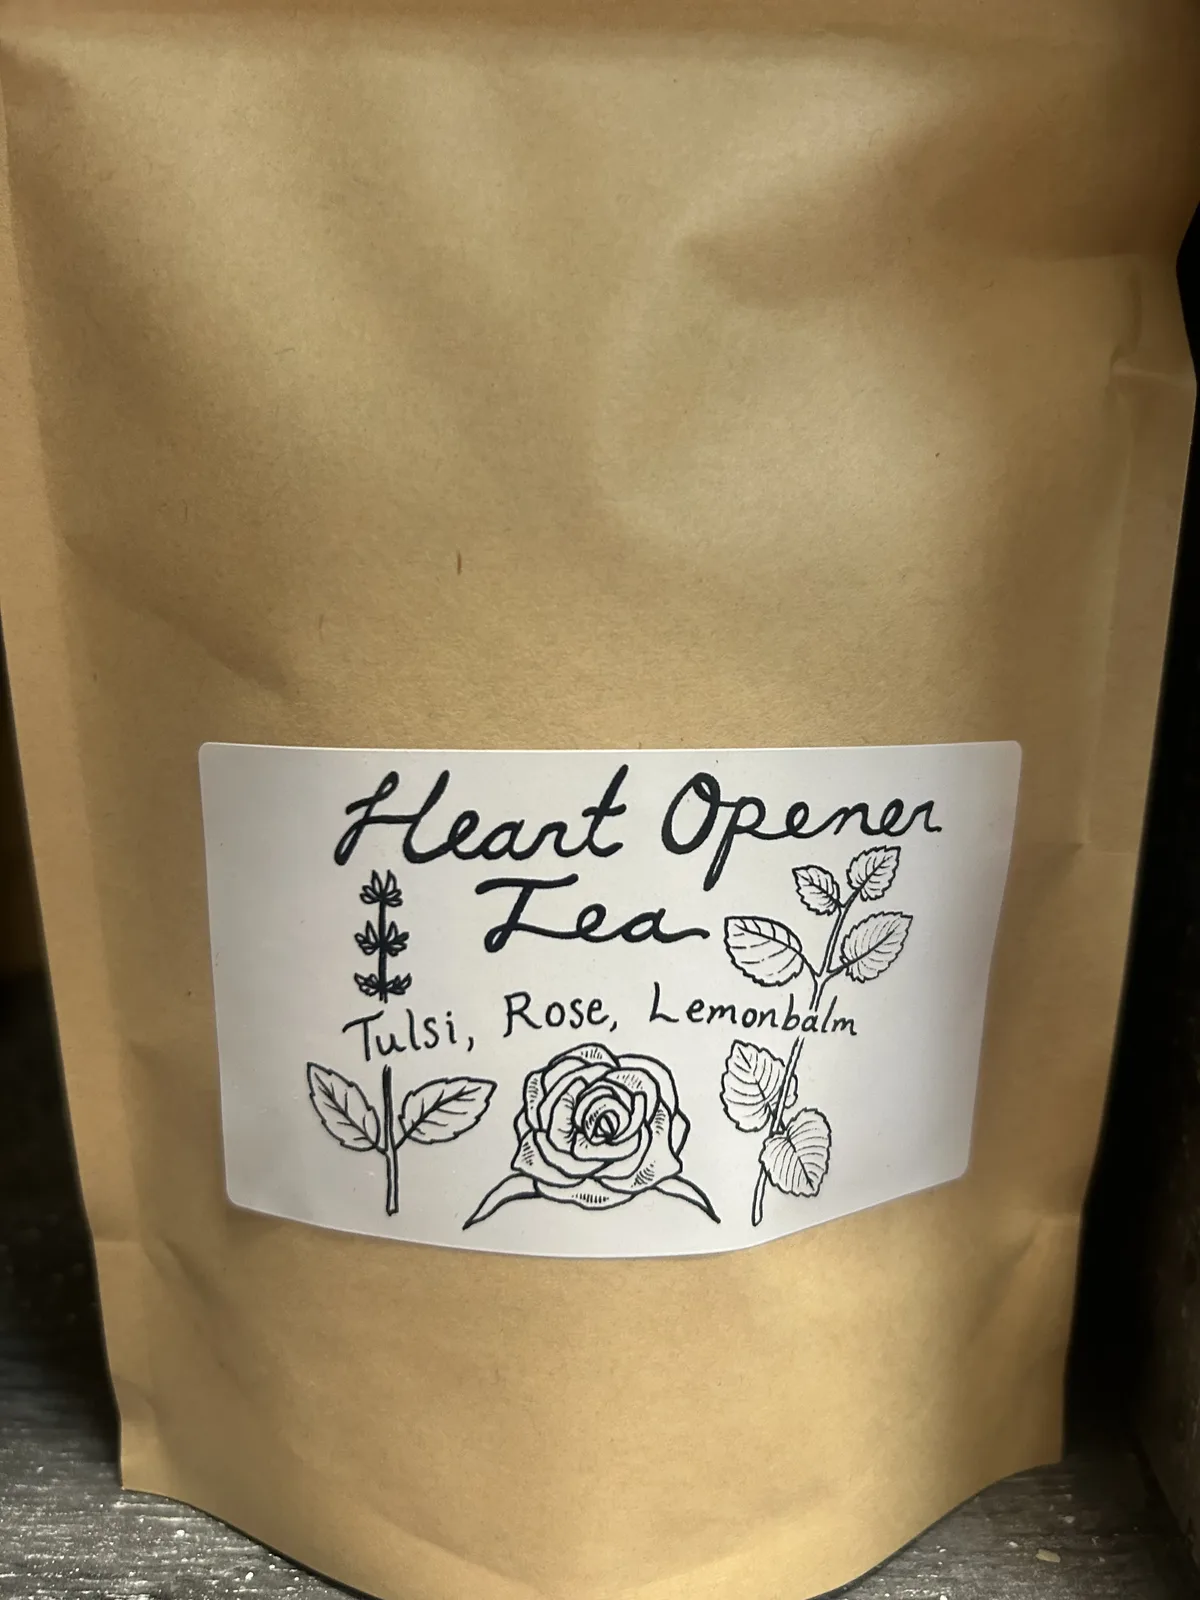 Heart Opener
Tea
Tulsi, Rose, Lemonbalm